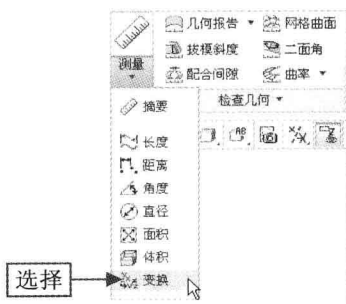 几何报告 网格曲面
拔模斜度 二面角
测量
配合间隙 曲率
摘要
检查几何
长度
距离
角度
直径
面积
体积
选择
变换